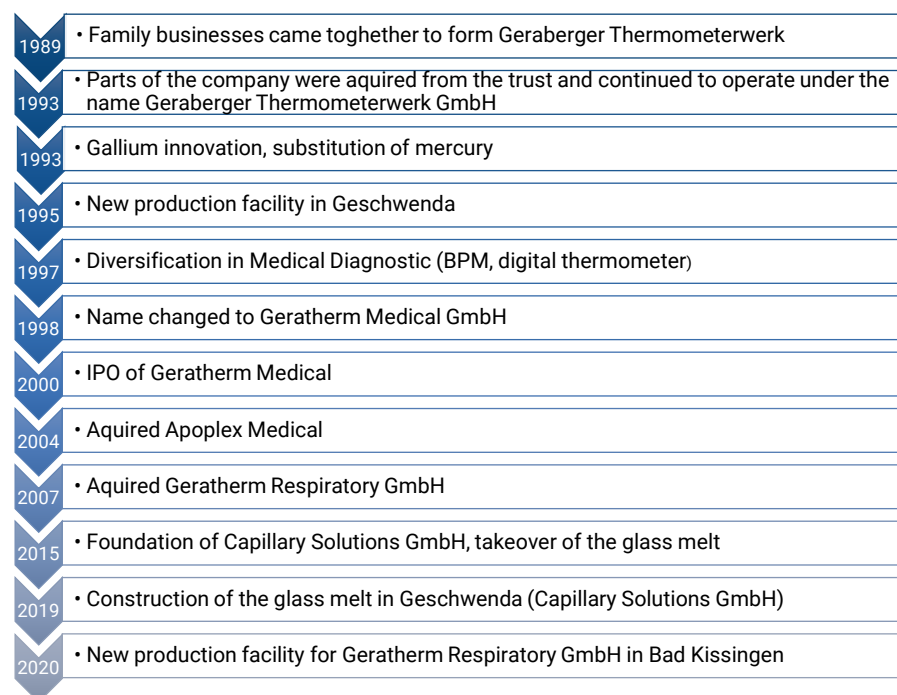 1989
• Family businesses came toghether to form Geraberger Thermometerwerk
1993
• Parts of the company were aquired from the trust and continued to operate under the
name Geraberger Thermometerwerk GmbH
1993
• Gallium innovation, substitution of mercury
1995
• New production facility in Geschwenda
1997
• Diversification in Medical Diagnostic (BPM, digital thermometer)
1998
• Name changed to Geratherm Medical GmbH
2000
• IPO of Geratherm Medical
2004
• Aquired Apoplex Medical
2007
• Aquired Geratherm Respiratory GmbH
2015
• Foundation of Capillary Solutions GmbH, takeover of the glass melt
2019
• Construction of the glass melt in Geschwenda (Capillary Solutions GmbH)
2020
• New production facility for Geratherm Respiratory GmbH in Bad Kissingen